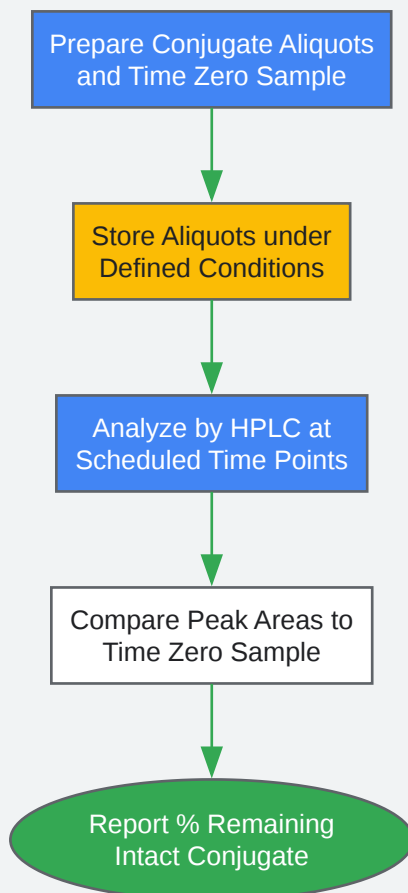 Prepare Conjugate Aliquots
and Time Zero Sample
Store Aliquots under
Defined Conditions
Analyze by HPLC at
Scheduled Time Points
Compare Peak Areas to
Time Zero Sample
Report % Remaining
Intact Conjugate